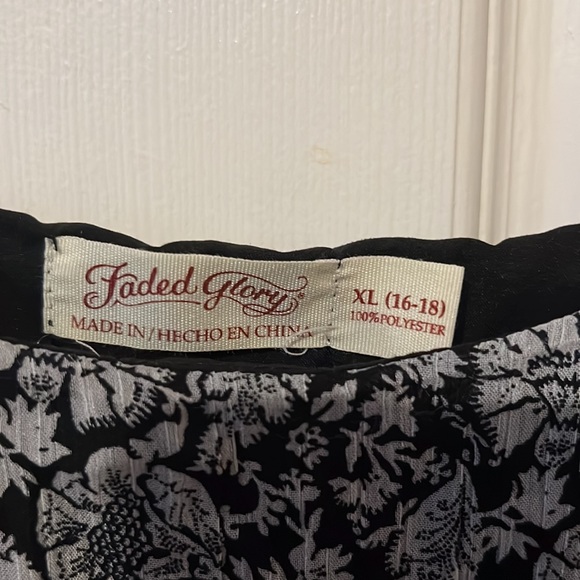 Faded Glory®
MADE IN/HECHO EN CHINA
XL (16-18)
100% POLYESTER